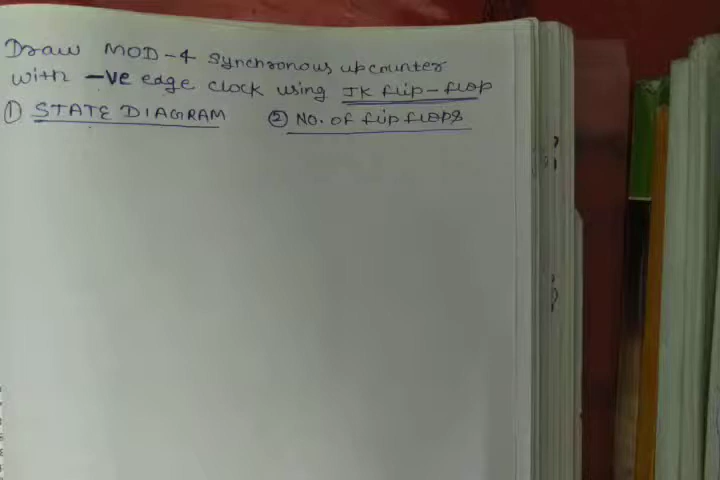 Draw MOD-4 Synchronous upcounter
with -ve edge clock using JK flip-flop
① STATE DIAGRAM ② NO. of flip flops